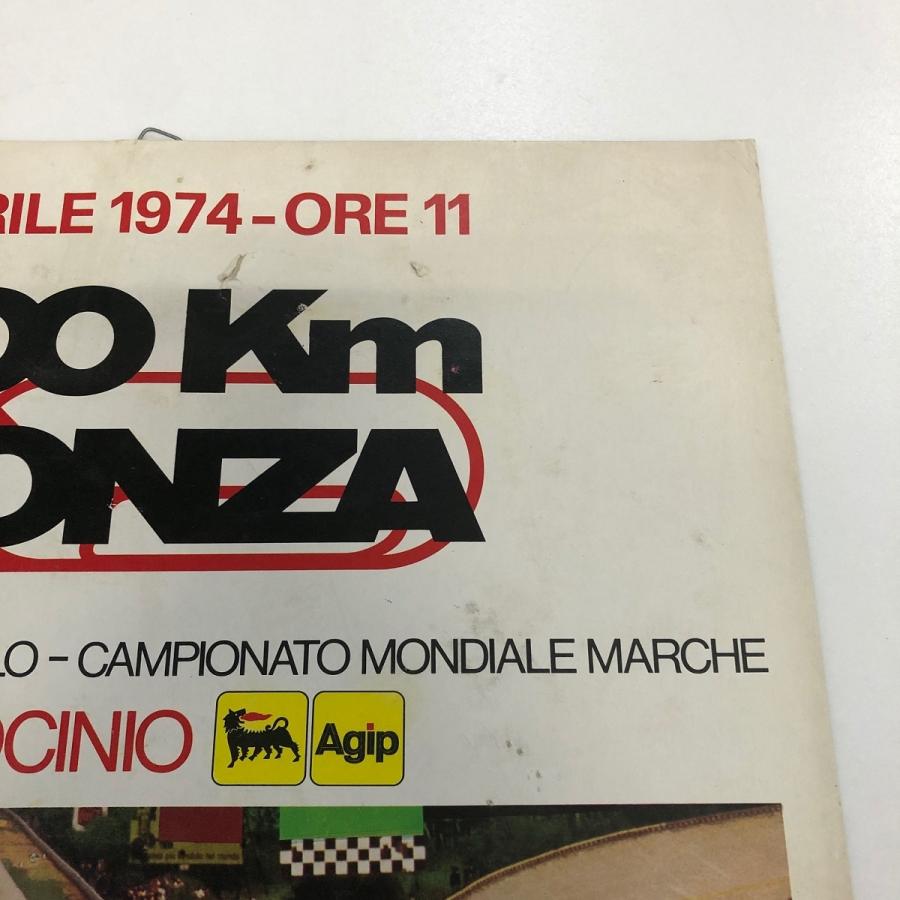 RILE 1974 - ORE 11
00 Km
ONZA
LO - CAMPIONATO MONDIALE MARCHE
OCINIO Agip